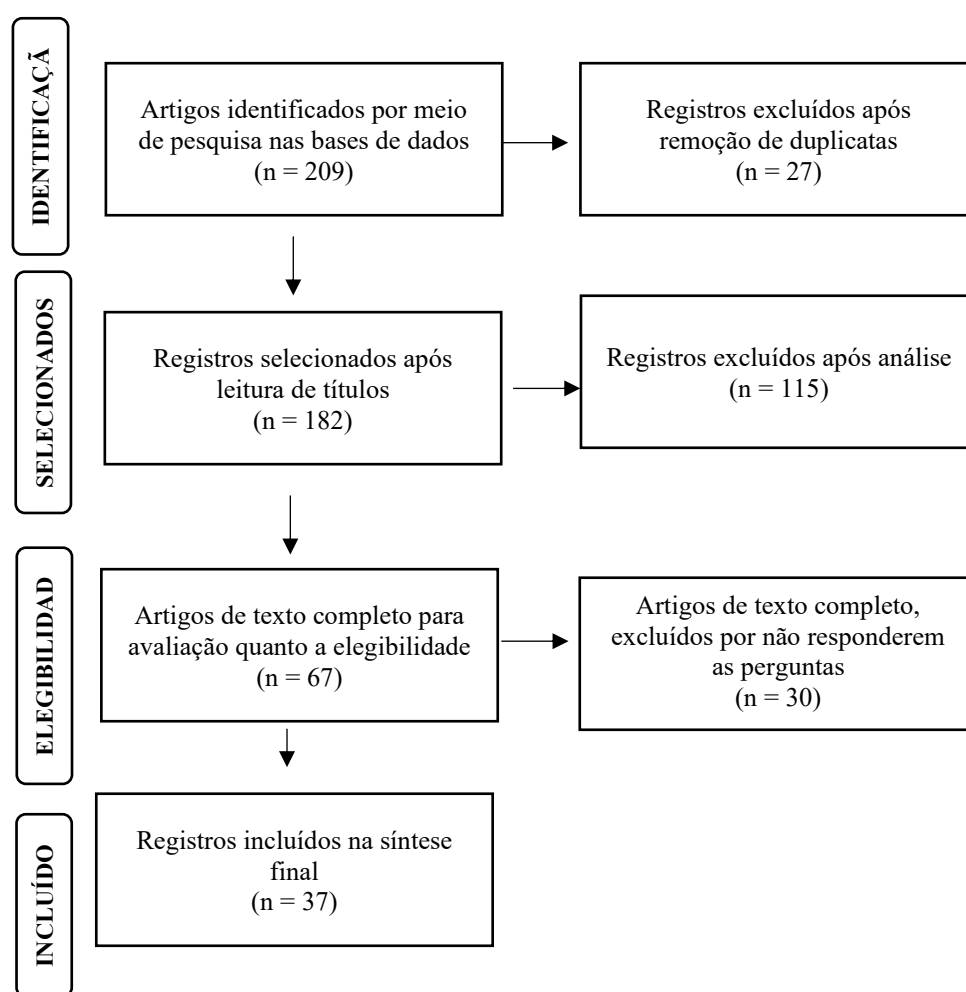 IDENTIFICAÇÃ
Artigos identificados por meio
de pesquisa nas bases de dados
(n = 209)
Registros excluídos após
remoção de duplicatas
(n = 27)
SELECIONADOS
Registros selecionados após
leitura de títulos
(n = 182)
Registros excluídos após análise
(n = 115)
ELEGIBILIDAD
Artigos de texto completo para
avaliação quanto a elegibilidade
(n = 67)
Artigos de texto completo,
excluídos por não responderem
as perguntas
(n = 30)
INCLUÍDO
Registros incluídos na síntese
final
(n = 37)